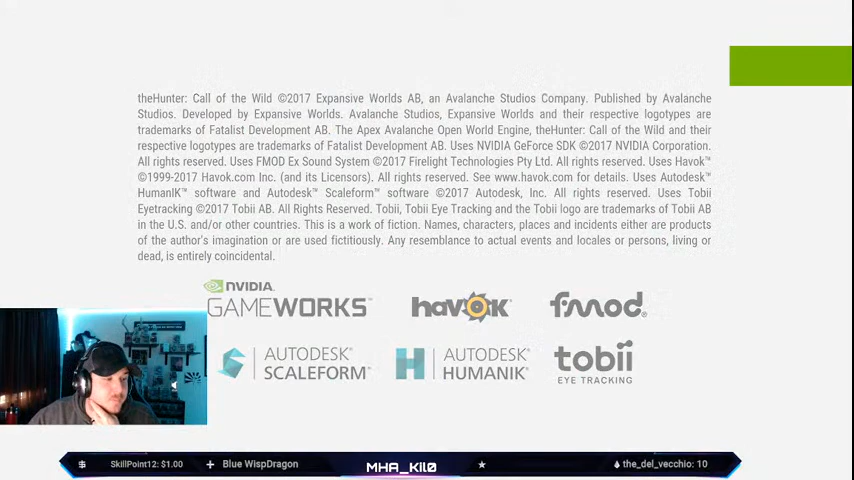 theHunter: Call of the Wild ©2017 Expansive Worlds AB, an Avalanche Studios Company. Published by Avalanche
Studios. Developed by Expansive Worlds. Avalanche Studios, Expansive Worlds and their respective logotypes are
trademarks of Fatalist Development AB. The Apex Avalanche Open World Engine, theHunter: Call of the Wild and their
respective logotypes are trademarks of Fatalist Development AB. Uses NVIDIA GeForce SDK ©2017 NVIDIA Corporation.
All rights reserved. Uses FMOD Ex Sound System ©2017 Firelight Technologies Pty Ltd. All rights reserved. Uses Havok™
©1999-2017 Havok.com Inc. (and its Licensors). All rights reserved. See www.havok.com for details. Uses Autodesk™
HumanIK™ software and Autodesk™ Scaleform™ software ©2017 Autodesk, Inc. All rights reserved. Uses Tobii
Eyetracking ©2017 Tobii AB. All Rights Reserved. Tobii, Tobii Eye Tracking and the Tobii logo are trademarks of Tobii AB
in the U.S. and/or other countries. This is a work of fiction. Names, characters, places and incidents either are products
of the author's imagination or are used fictitiously. Any resemblance to actual events and locales or persons, living or
dead, is entirely coincidental.
NVIDIA.
GAMEWORKS™
havok™
fmod®
AUTODESK®
SCALEFORM™
AUTODESK®
HUMANIK®
tobii
EYE TRACKING
SkillPoint12: $1.00
Blue WispDragon
MHA_Kil0
the_del_vecchio: 10